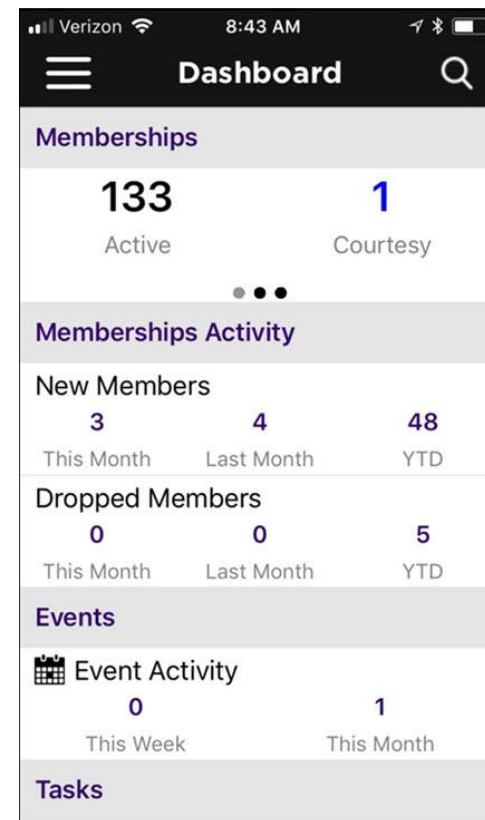 Verizon 8:43 AM
Dashboard
Memberships
133 1
Active Courtesy
Memberships Activity
New Members
3 4 48
This Month Last Month YTD
Dropped Members
0 0 5
This Month Last Month YTD
Events
Event Activity
0 1
This Week This Month
Tasks